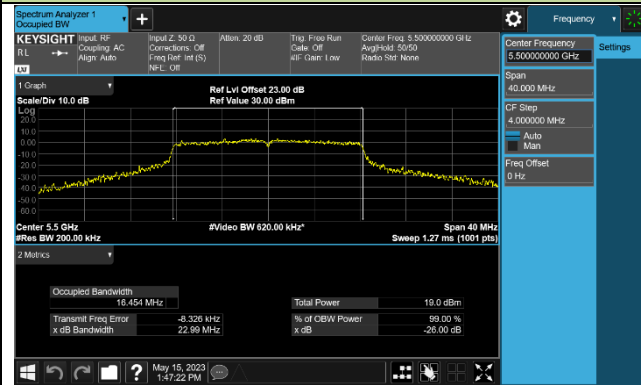 Spectrum Analyzer 1
Occupied BW
Frequency
KEYSIGHT
RL
LXI
Input: RF
Coupling: AC
Align: Auto
Input Z: 50 Ω
Corrections: Off
Freq Ref: Int (S)
NFE: Off
Atten: 20 dB
Trig: Free Run
Gate: Off
#IF Gain: Low
Center Freq: 5.500000000 GHz
Avg|Hold: 50/50
Radio Std: None
Center Frequency
5.500000000 GHz
Settings
Span
40.000 MHz
CF Step
4.000000 MHz
Auto
Man
Freq Offset
0 Hz
1 Graph
Scale/Div 10.0 dB
Ref Lvl Offset 23.00 dB
Ref Value 30.00 dBm
Log
20.0
10.0
0.00
-10.0
-20.0
-30.0
-40.0
-50.0
-60.0
Center 5.5 GHz
#Res BW 200.00 kHz
#Video BW 620.00 kHz*
Span 40 MHz
Sweep 1.27 ms (1001 pts)
2 Metrics
Occupied Bandwidth
16.454 MHz
Total Power 19.0 dBm
Transmit Freq Error -8.326 kHz
% of OBW Power 99.00 %
x dB Bandwidth 22.99 MHz
x dB -26.00 dB
May 15, 2023
1:47:22 PM